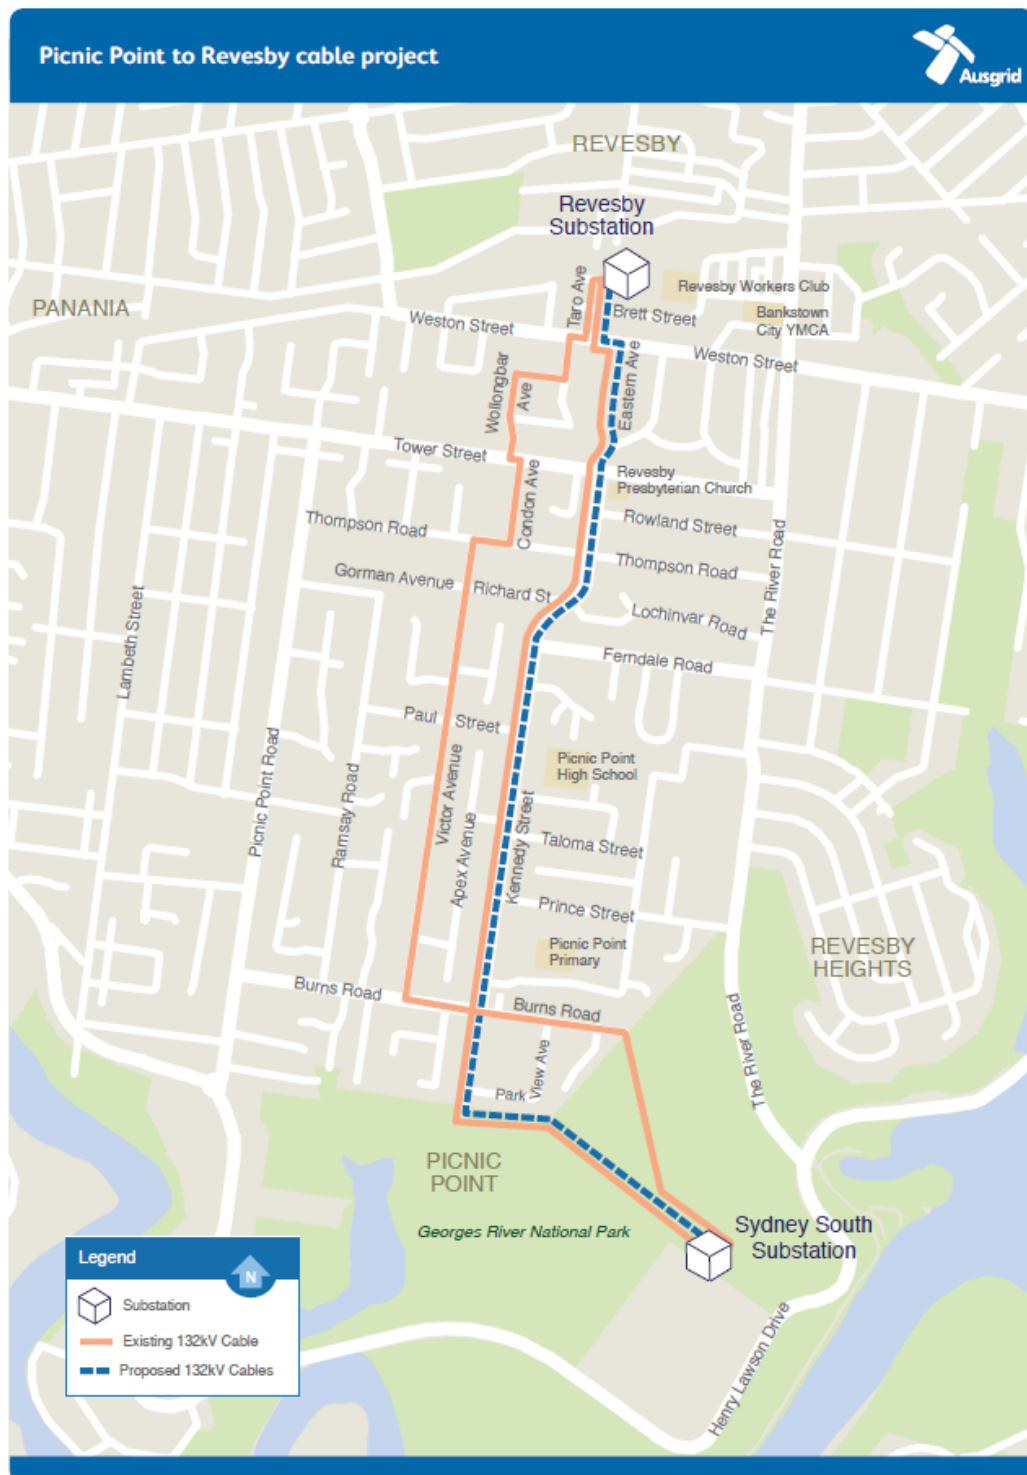 Picnic Point to Revesby cable project
Ausgrid
REVESBY
Revesby
Substation
PANANIA
Taro Ave
Revesby Workers Club
Brett Street
Bankstown
City YMCA
Weston Street
Weston Street
Eastern Ave
Wollongbar
Ave
Tower Street
Condon Ave
Revesby
Presbyterian Church
Rowland Street
Thompson Road
Thompson Road
The River Road
Gorman Avenue
Richard St
Lochinvar Road
Lambeth Street
Ferndale Road
Paul Street
Picnic Point Road
Ramsay Road
Victor Avenue
Apex Avenue
Picnic Point
High School
Kennedy Street
Taloma Street
Prince Street
Picnic Point
Primary
REVESBY
HEIGHTS
Burns Road
Burns Road
The River Road
Park
View Ave
PICNIC
POINT
Georges River National Park
Sydney South
Substation
Henry Lawson Drive
Legend
N
Substation
Existing 132kV Cable
Proposed 132kV Cables